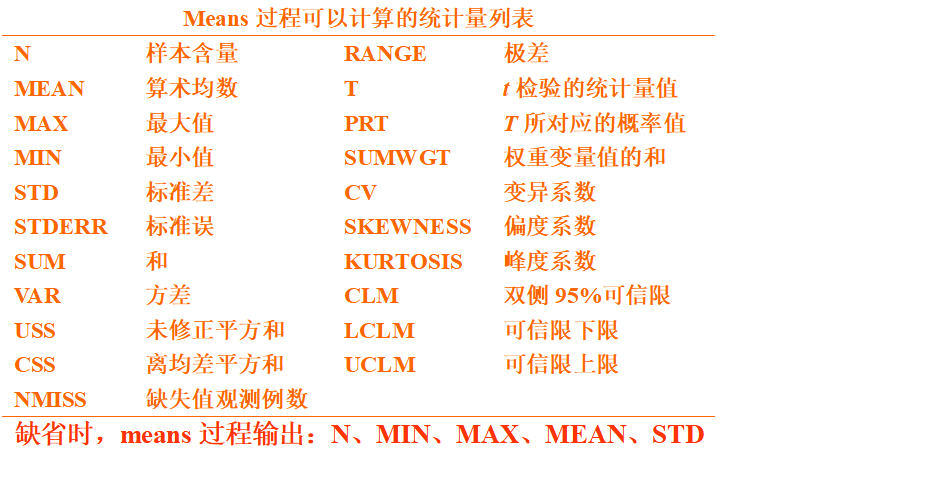 Means 过程可以计算的统计量列表
N 样本含量 RANGE 极差
MEAN 算术均数 T t 检验的统计量值
MAX 最大值 PRT T 所对应的概率值
MIN 最小值 SUMWGT 权重变量值的和
STD 标准差 CV 变异系数
STDERR 标准误 SKEWNESS 偏度系数
SUM 和 KURTOSIS 峰度系数
VAR 方差 CLM 双侧 95%可信限
USS 未修正平方和 LCLM 可信限下限
CSS 离均差平方和 UCLM 可信限上限
NMISS 缺失值观测例数
缺省时，means 过程输出：N、MIN、MAX、MEAN、STD